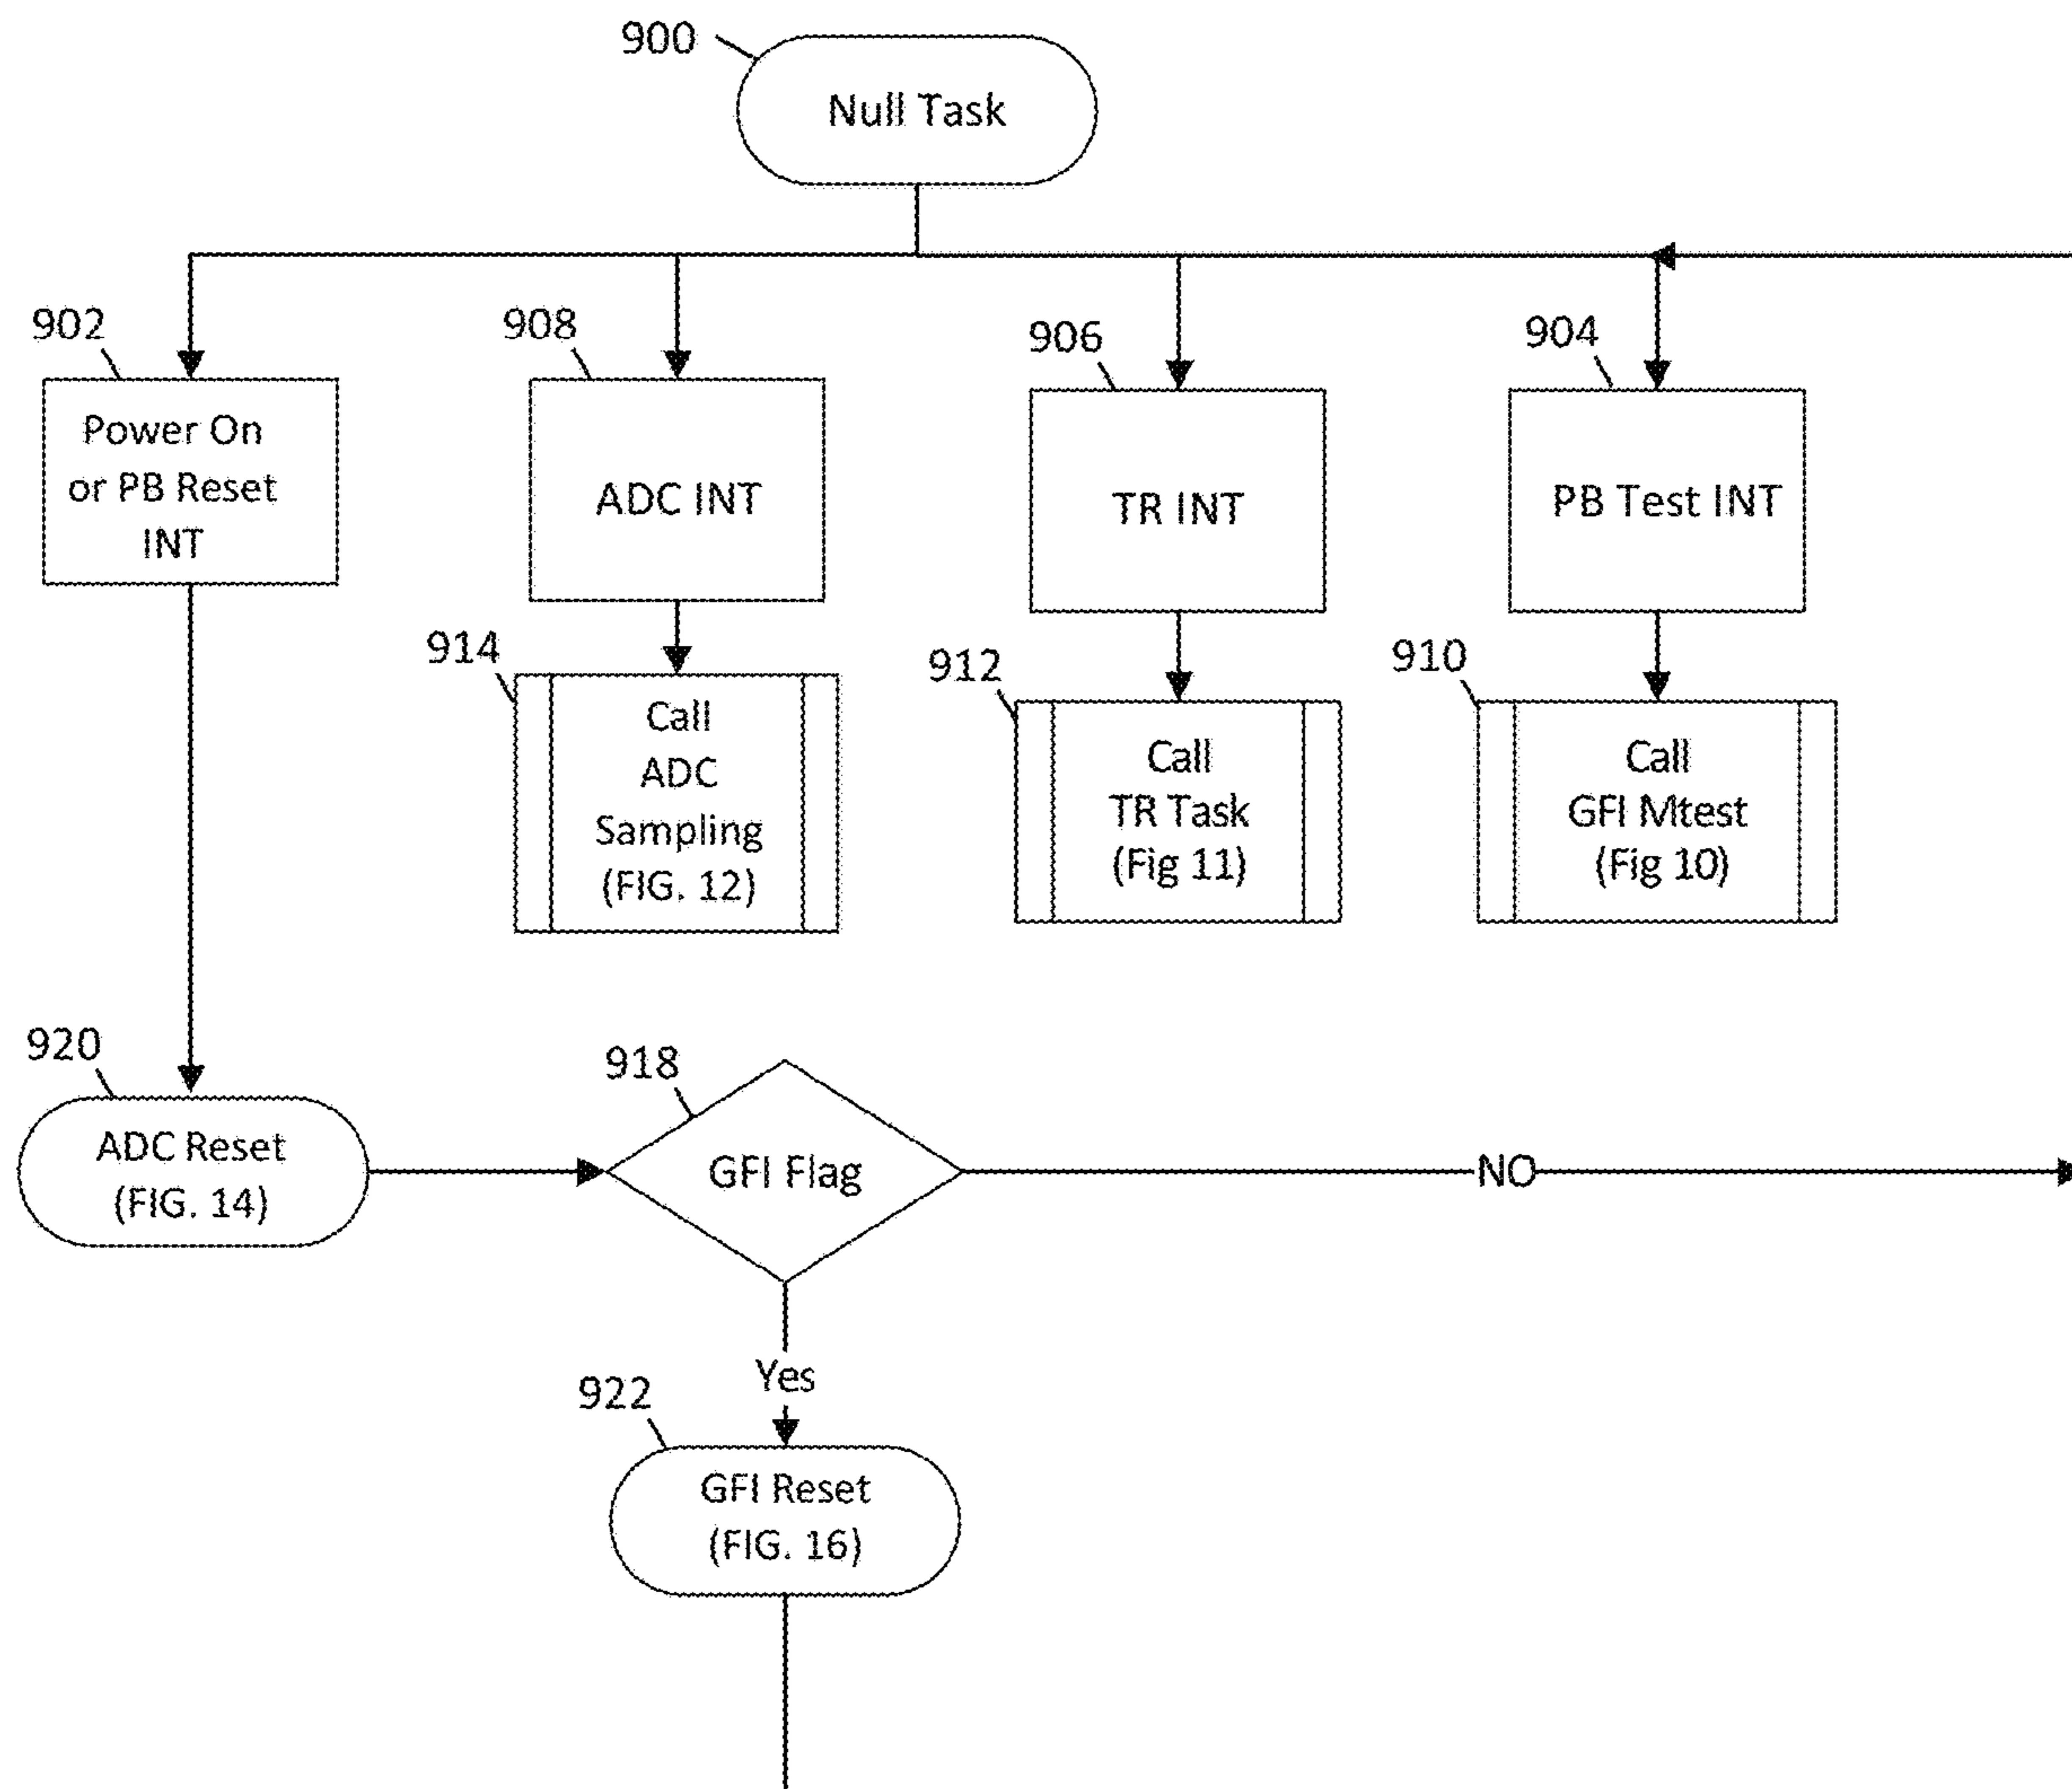 900
Null Task
902
Power On
or PB Reset
INT
908
ADC INT
906
TR INT
904
PB Test INT
914
Call
ADC
Sampling
(FIG. 12)
912
Call
TR Task
(Fig 11)
910
Call
GFI Mtest
(Fig 10)
920
ADC Reset
(FIG. 14)
918
GFI Flag
NO
Yes
922
GFI Reset
(FIG. 16)